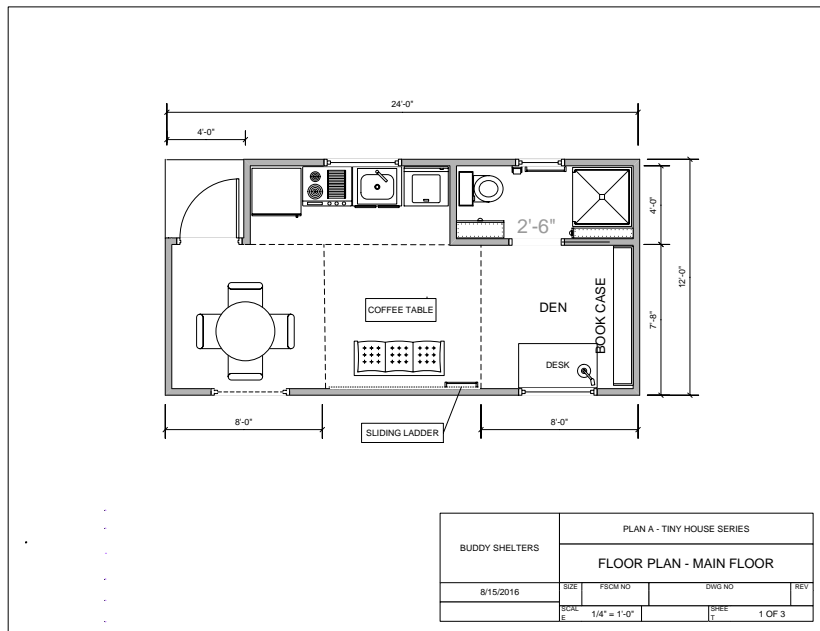 24'-0"
4'-0"
2'-6"
4'-0"
12'-0"
7'-8"
COFFEE TABLE
DEN
BOOK CASE
DESK
8'-0"
SLIDING LADDER
8'-0"
BUDDY SHELTERS
PLAN A - TINY HOUSE SERIES
FLOOR PLAN - MAIN FLOOR
8/15/2016
SIZE
FSCM NO
DWG NO
REV
SCAL
E
1/4" = 1'-0"
SHEE
T
1 OF 3